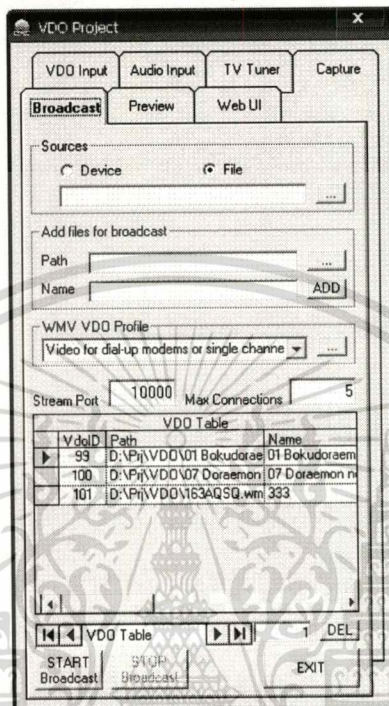 VDO Project
X
VDO Input Audio Input TV Tuner Capture
Broadcast Preview Web UI
Sources
Device File
...
Add files for broadcast
Path ...
Name ADD
WMV VDO Profile
Video for dial-up modems or single channe ...
Stream Port 10000 Max Connections 5
VDO Table
VdoID Path Name
99 D:\Prj\VDO\01 Bokudorae 01 Bokudoraem
100 D:\Prj\VDO\07 Doraemon 07 Doraemon n
101 D:\Prj\VDO\163AQSQ.wm 333
VDO Table 1 DEL
START Broadcast STOP Broadcast EXIT